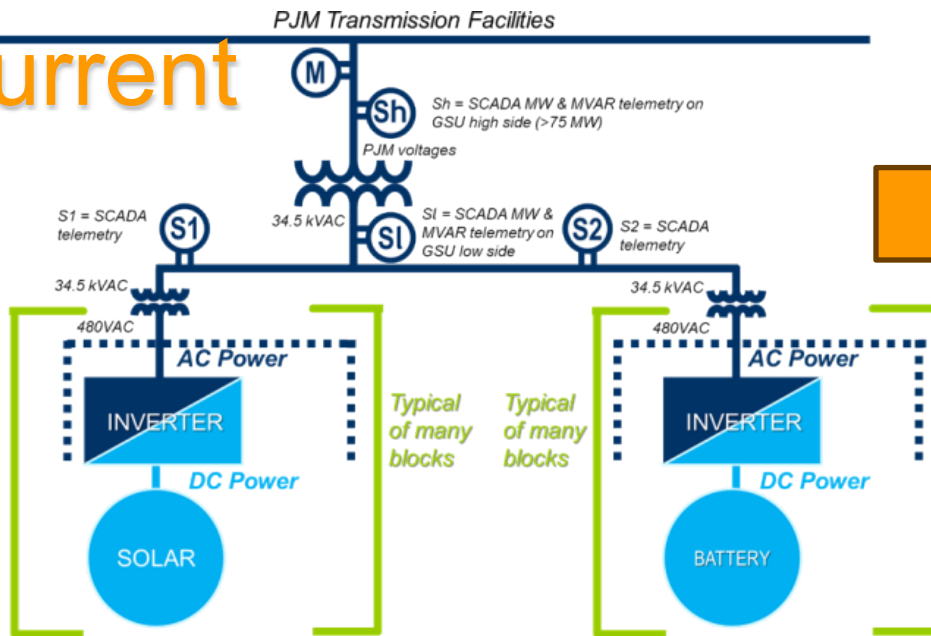 PJM Transmission Facilities
urrent
M
Sh
Sh = SCADA MW & MVAR telemetry on
GSU high side (>75 MW)
PJM voltages
S1 = SCADA
telemetry
S1
34.5 kVAC
Sl
Sl = SCADA MW &
MVAR telemetry on
GSU low side
S2
S2 = SCADA
telemetry
34.5 kVAC
480VAC
AC Power
INVERTER
DC Power
SOLAR
Typical
of many
blocks
Typical
of many
blocks
34.5 kVAC
480VAC
AC Power
INVERTER
DC Power
BATTERY